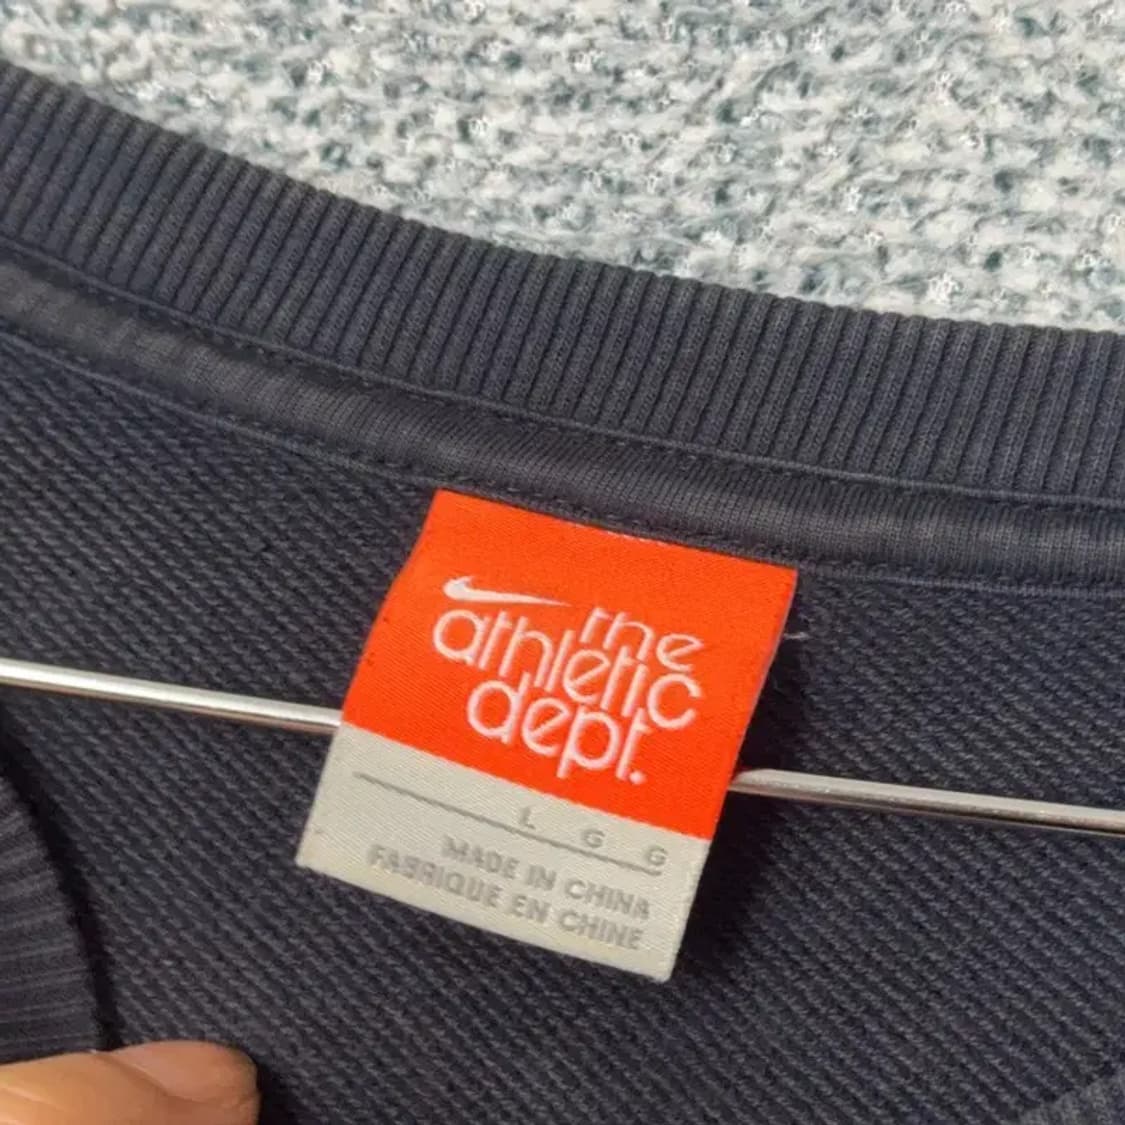 the
athletic
dept.
L G G
MADE IN CHINA
FABRIQUE EN CHINE